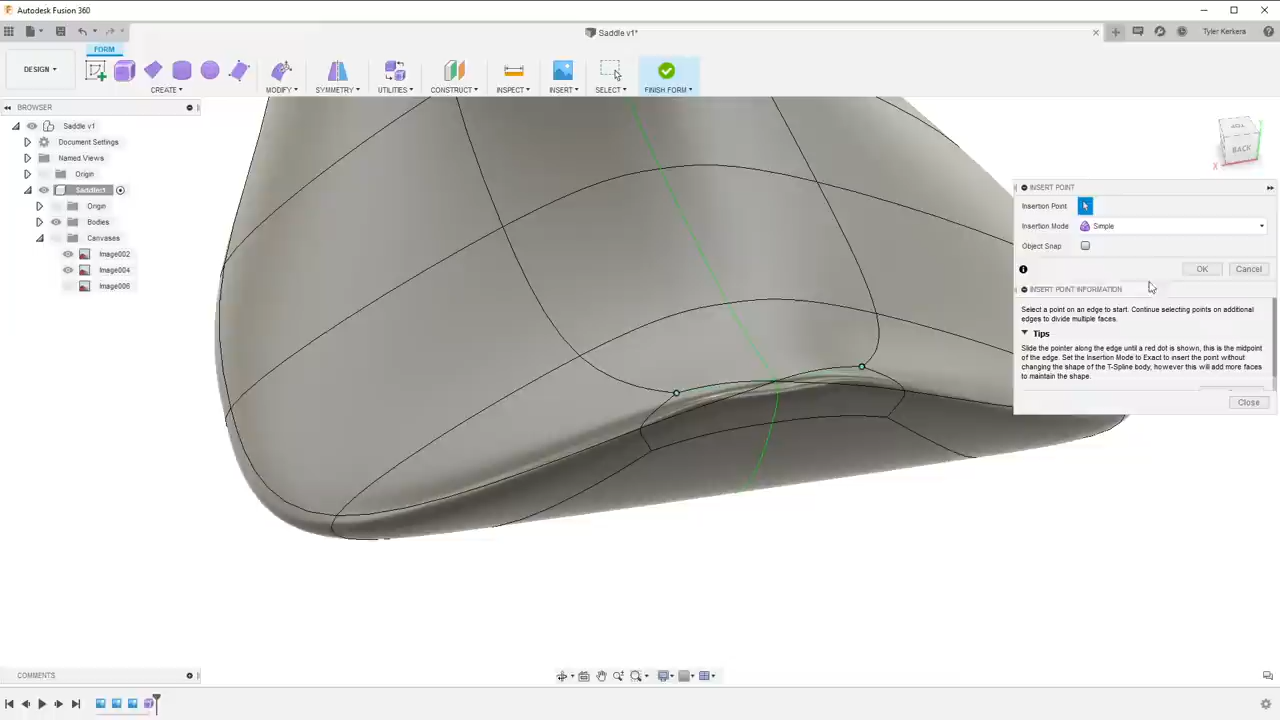 Autodesk Fusion 360
Saddle v1*
Tyler Kerkera
FORM
DESIGN
CREATE
MODIFY
SYMMETRY
UTILITIES
CONSTRUCT
INSPECT
INSERT
SELECT
FINISH FORM
BROWSER
Saddle v1
Document Settings
Named Views
Origin
Saddle:1
Origin
Bodies
Canvases
Image002
Image004
Image006
BACK
X
INSERT POINT
Insertion Point
Insertion Mode
Simple
Object Snap
OK
Cancel
INSERT POINT INFORMATION
Select a point on an edge to start. Continue selecting points on additional
edges to divide multiple faces.
Tips
Slide the pointer along the edge until a red dot is shown, this is the midpoint
of the edge. Set the Insertion Mode to Exact to insert the point without
changing the shape of the T-Spline body, however this will add more faces
to maintain the shape.
Close
COMMENTS